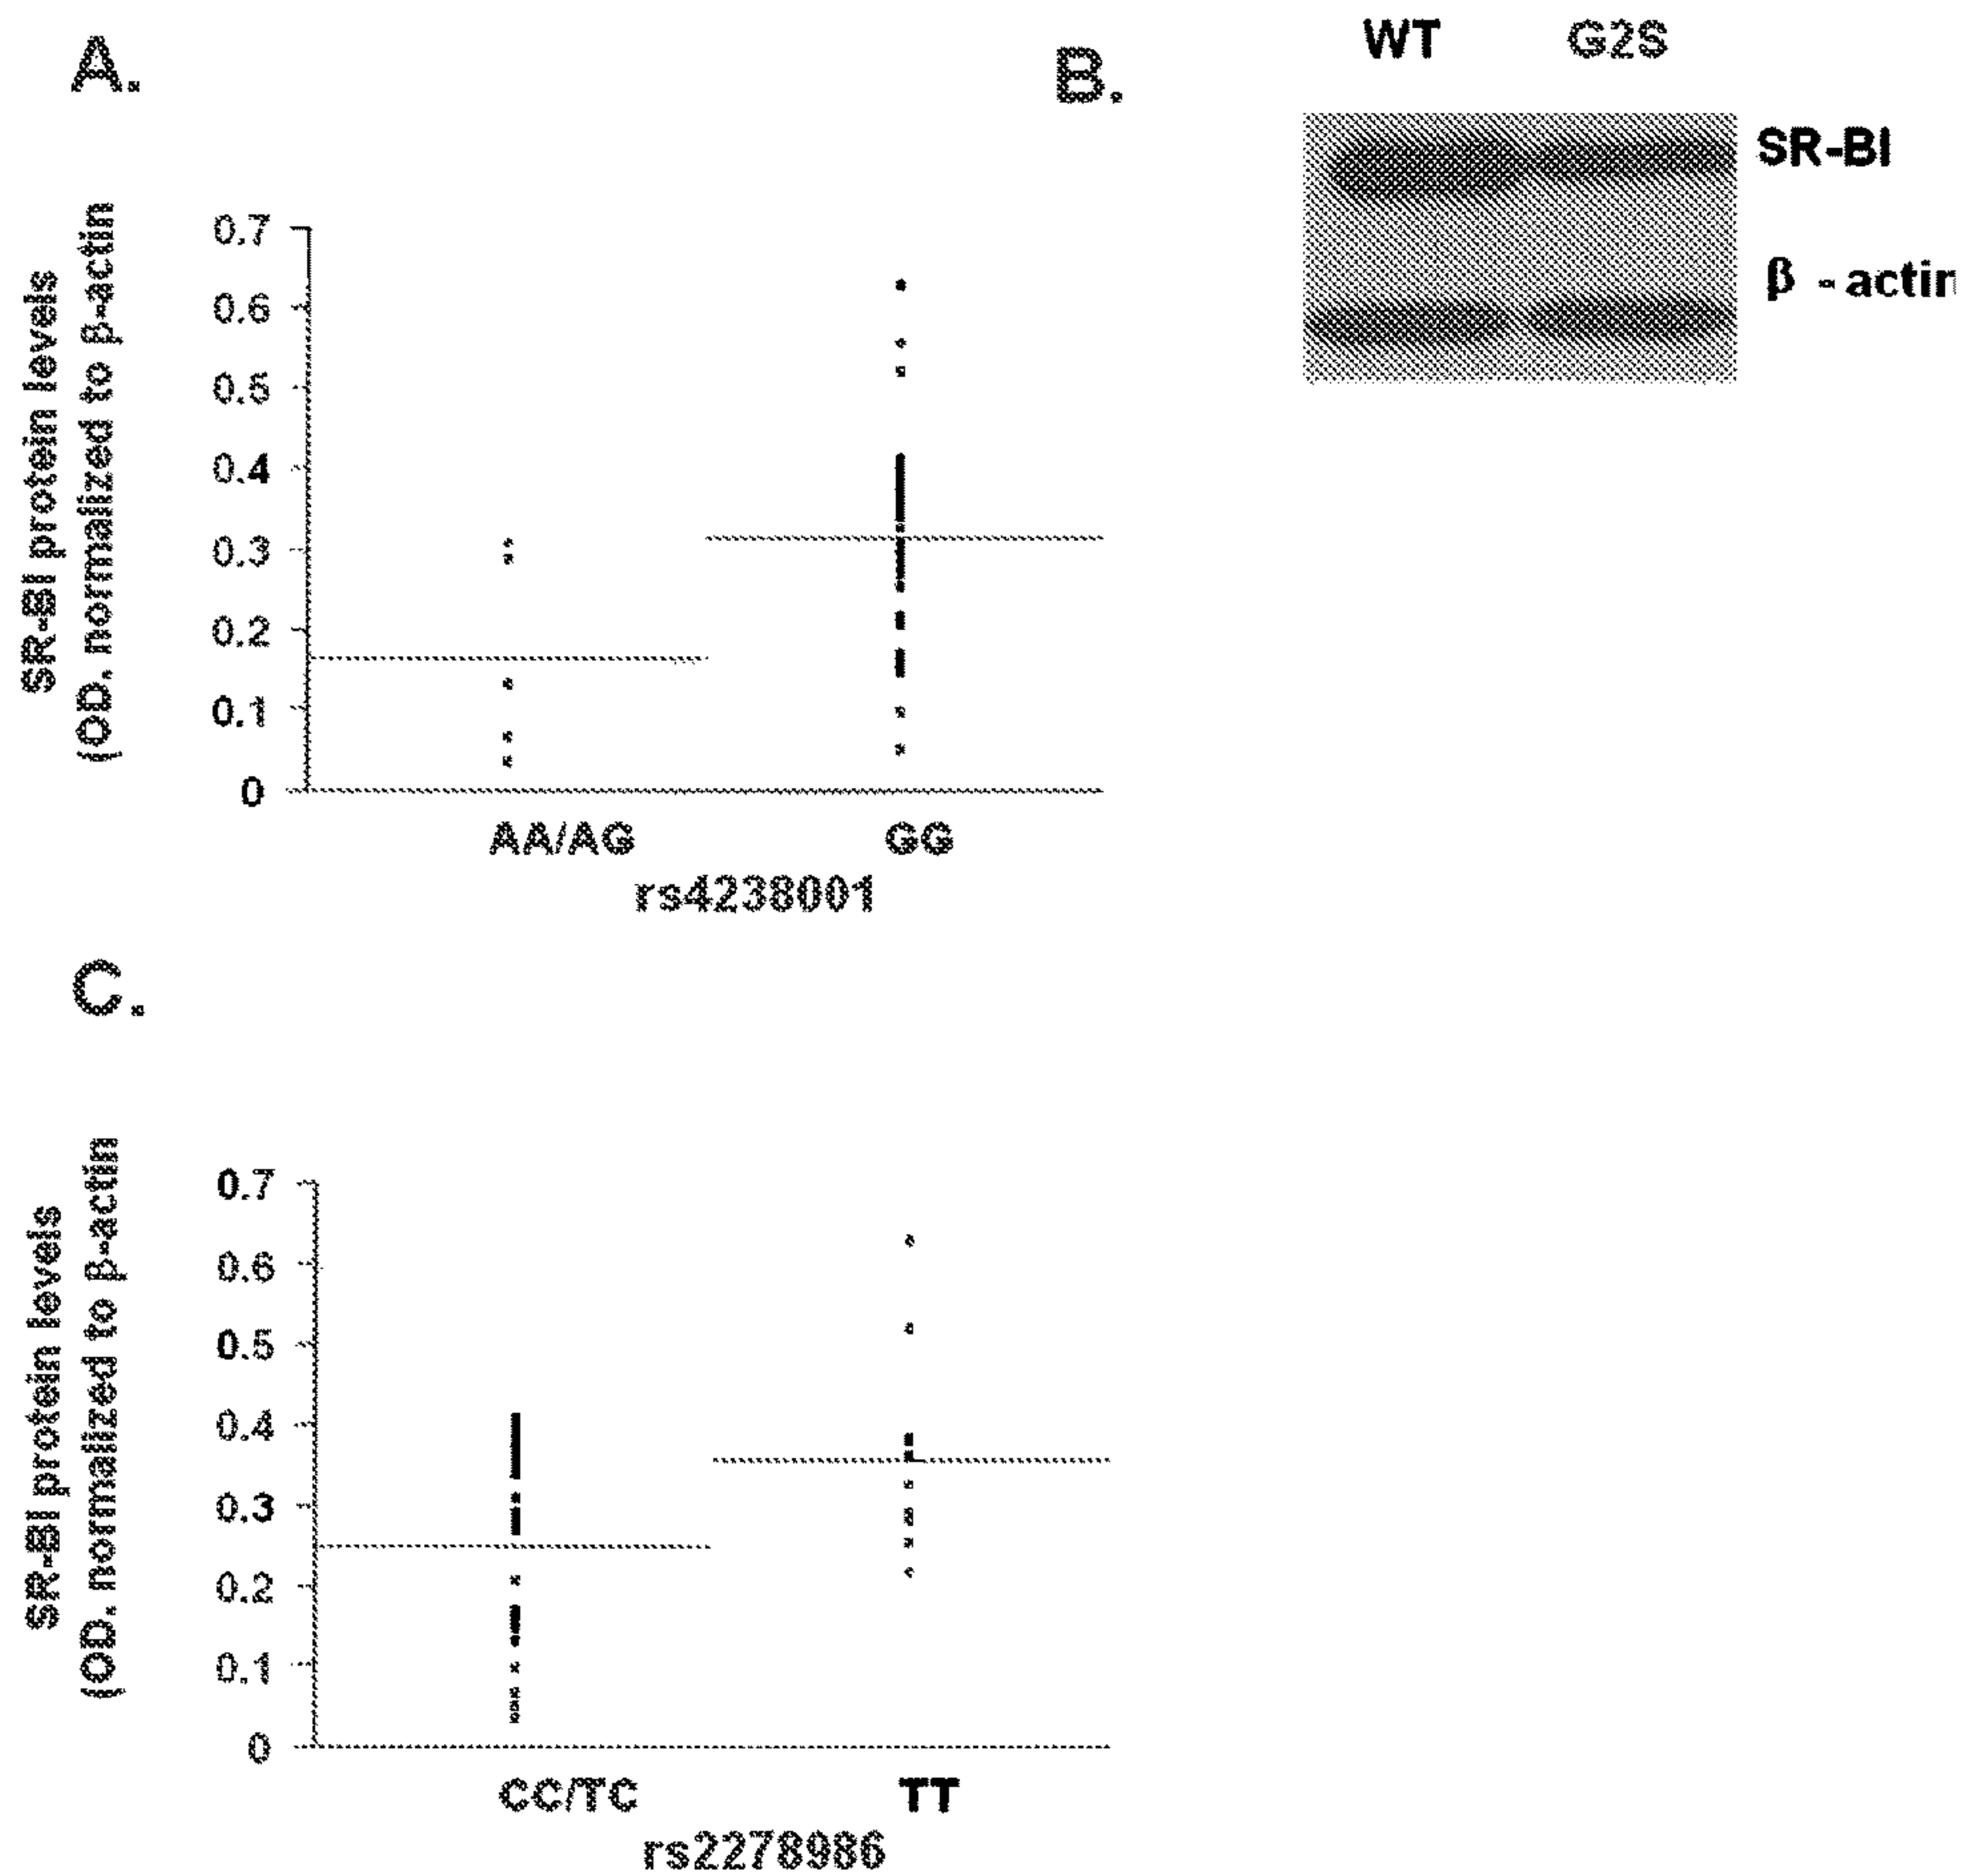 A.
SR-BI protein levels
(OD. normalized to β-actin
0.7
0.6
0.5
0.4
0.3
0.2
0.1
0
AA/AG GG
rs4238001
B.
WT G2S
SR-BI
β - actin
C.
SR-BI protein levels
(OD. normalized to β-actin
0.7
0.6
0.5
0.4
0.3
0.2
0.1
0
CC/TC TT
rs2278986